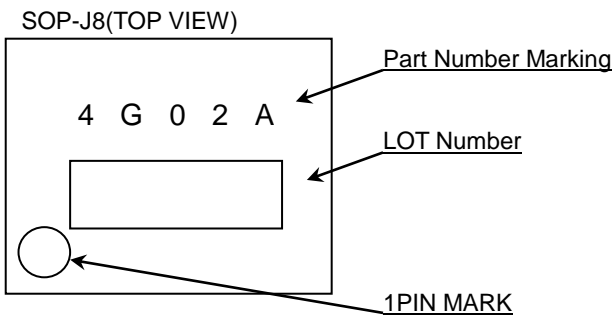 SOP-J8(TOP VIEW)
Part Number Marking
4 G 0 2 A
LOT Number
1PIN MARK